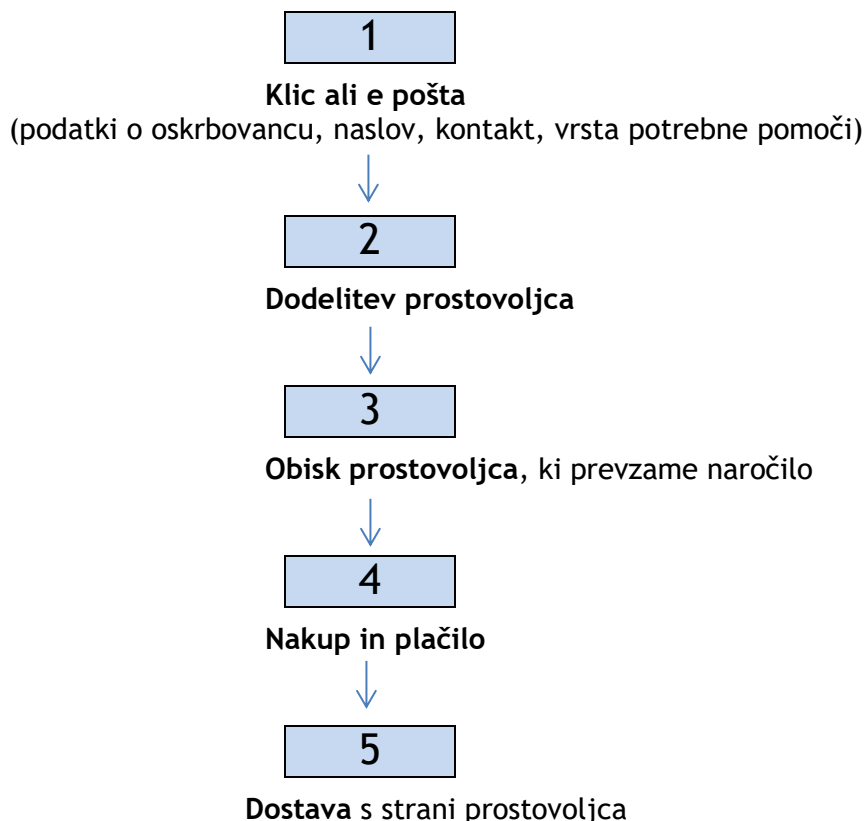 1
Klic ali e pošta
(podatki o oskrbovancu, naslov, kontakt, vrsta potrebne pomoči)
2
Dodelitev prostovoljca
3
Obisk prostovoljca, ki prevzame naročilo
4
Nakup in plačilo
5
Dostava s strani prostovoljca